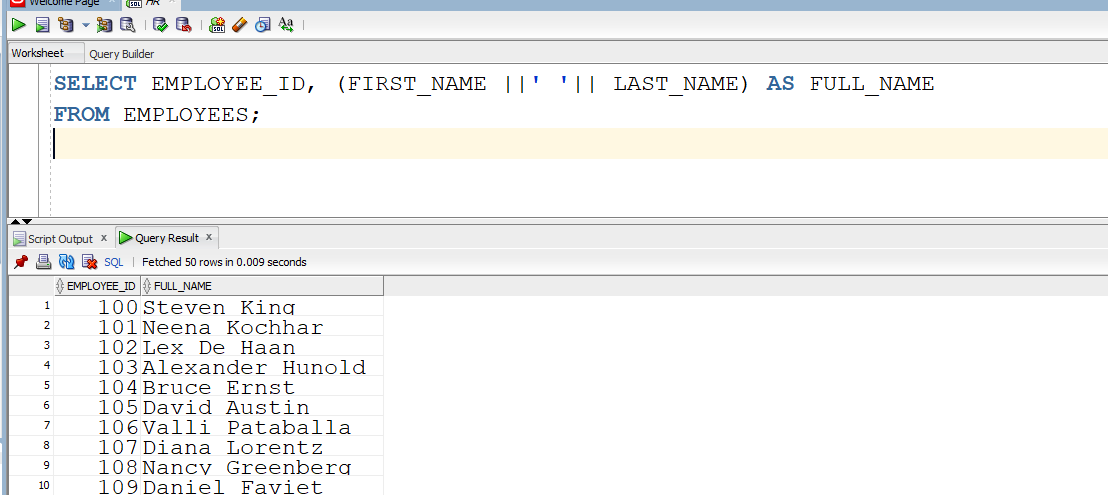 Welcome Page HR
Worksheet Query Builder
SELECT EMPLOYEE_ID, (FIRST_NAME ||' '|| LAST_NAME) AS FULL_NAME
FROM EMPLOYEES;
Script Output x Query Result x
SQL Fetched 50 rows in 0.009 seconds
EMPLOYEE_ID FULL_NAME
1 100 Steven King
2 101 Neena Kochhar
3 102 Lex De Haan
4 103 Alexander Hunold
5 104 Bruce Ernst
6 105 David Austin
7 106 Valli Pataballa
8 107 Diana Lorentz
9 108 Nancy Greenberg
10 109 Daniel Faviet